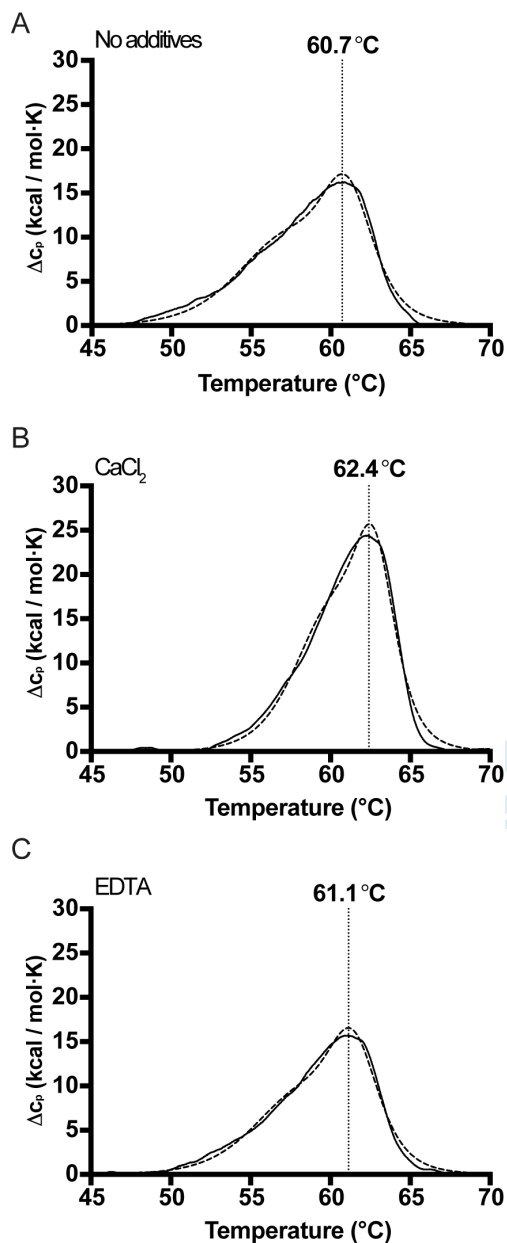 A
No additives
60.7 °C
30
25
20
15
10
5
0
Δcₚ (kcal / mol·K)
45 50 55 60 65 70
Temperature (°C)
B
CaCl₂
62.4 °C
30
25
20
15
10
5
0
Δcₚ (kcal / mol·K)
45 50 55 60 65 70
Temperature (°C)
C
EDTA
61.1 °C
30
25
20
15
10
5
0
Δcₚ (kcal / mol·K)
45 50 55 60 65 70
Temperature (°C)